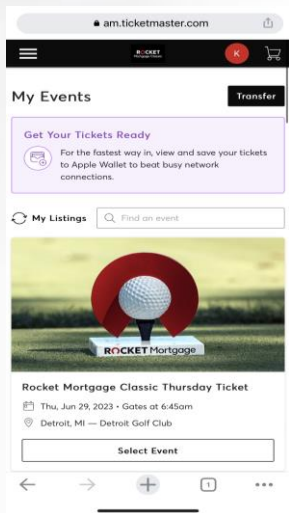 am.ticketmaster.com
ROCKET
Mortgage Classic
K
My Events
Transfer
Get Your Tickets Ready
For the fastest way in, view and save your tickets
to Apple Wallet to beat busy network
connections.
My Listings
Find an event
ROCKET Mortgage
Rocket Mortgage Classic Thursday Ticket
Thu, Jun 29, 2023 • Gates at 6:45am
Detroit, MI — Detroit Golf Club
Select Event
1